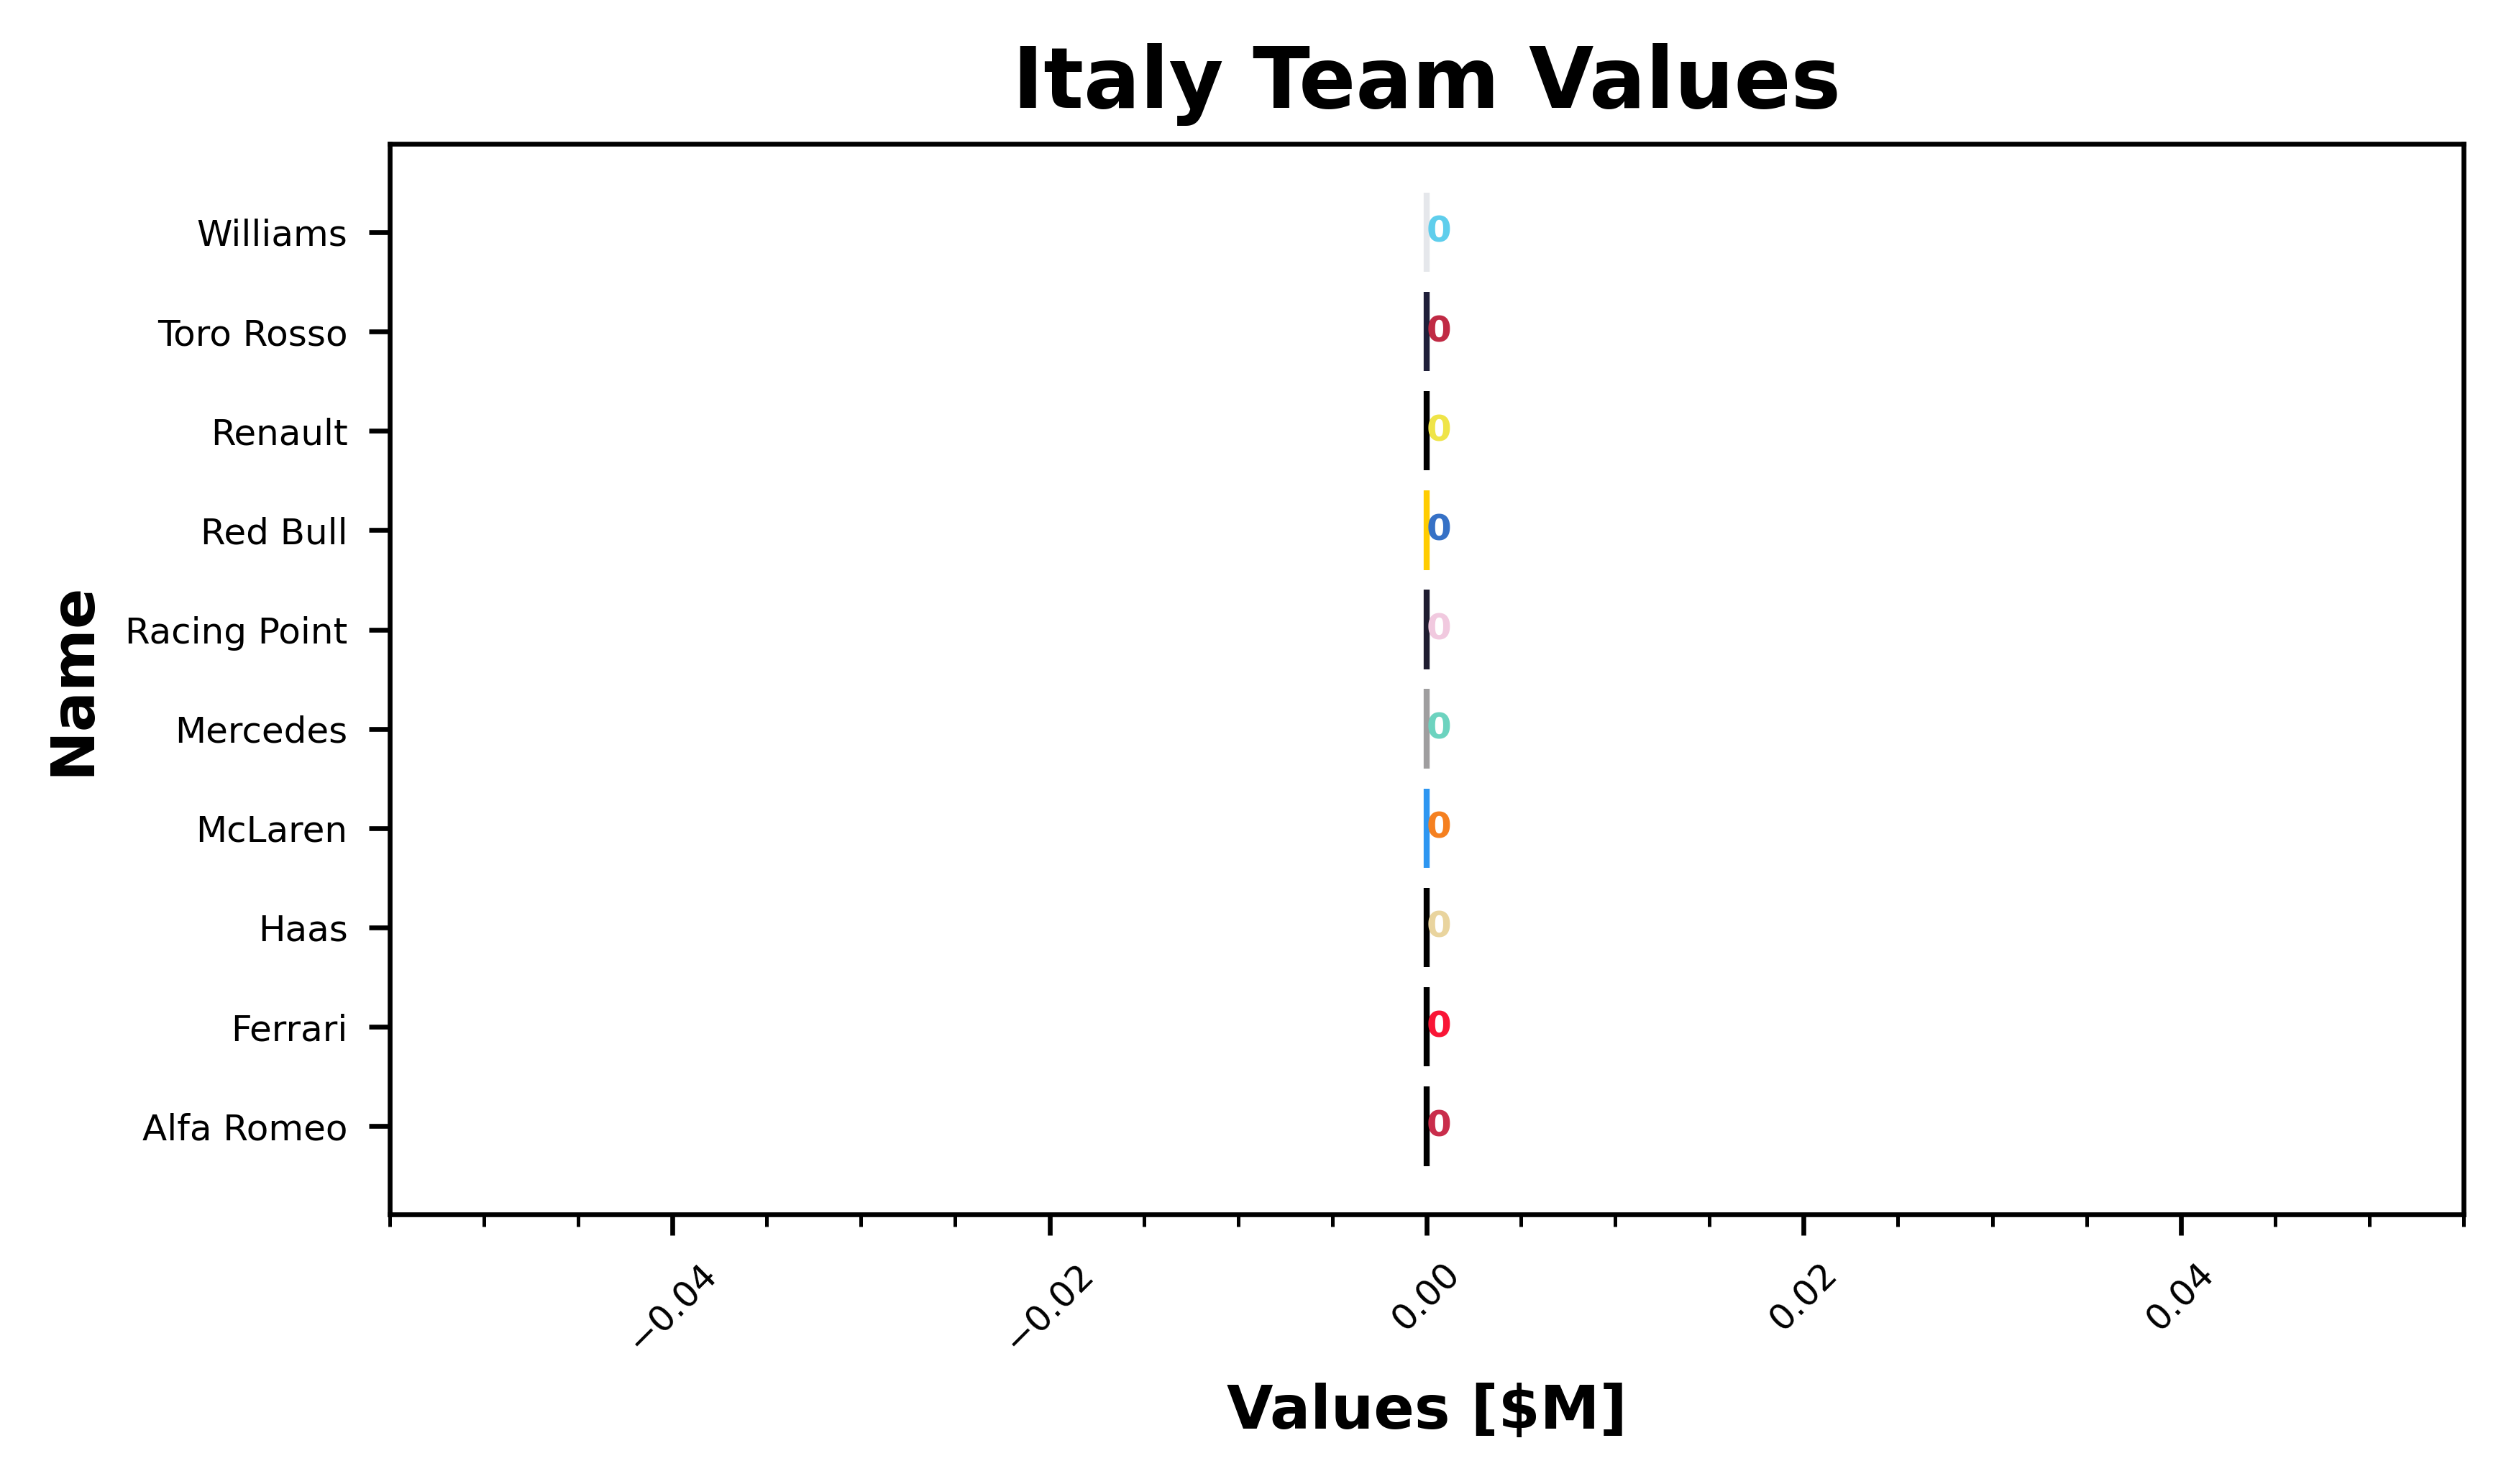 Italy Team Values
Name
Williams 0
Toro Rosso 0
Renault 0
Red Bull 0
Racing Point 0
Mercedes 0
McLaren 0
Haas 0
Ferrari 0
Alfa Romeo 0
−0.04 −0.02 0.00 0.02 0.04
Values [$M]